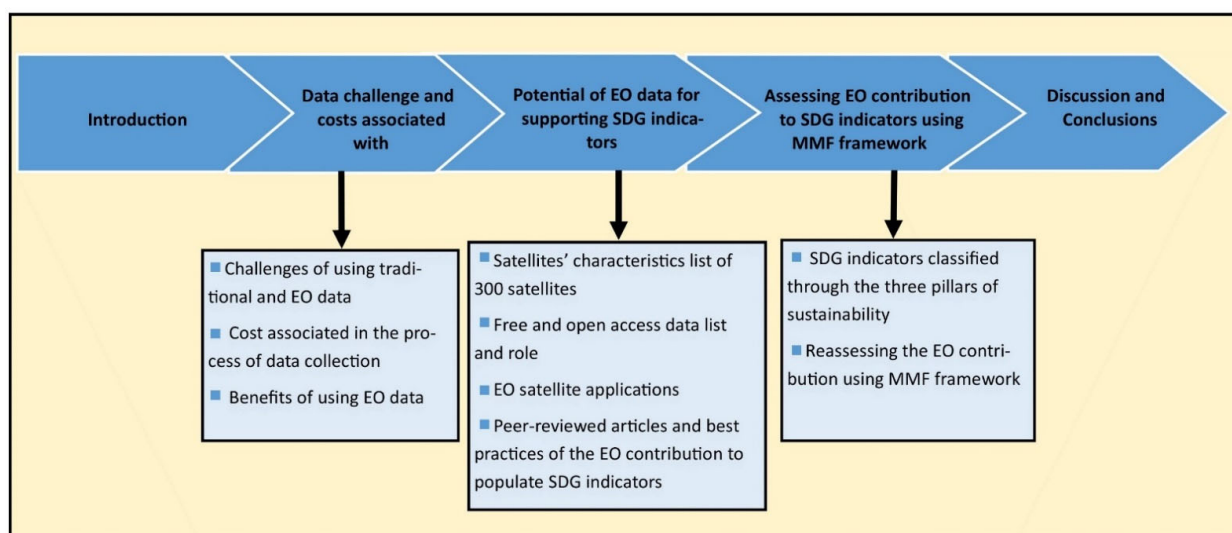 Introduction
Data challenge and
costs associated
with
Potential of EO data for
supporting SDG indica-
tors
Assessing EO contribution
to SDG indicators using
MMF framework
Discussion and
Conclusions
Challenges of using tradi-
tional and EO data
Cost associated in the pro-
cess of data collection
Benefits of using EO data
Satellites' characteristics list of
300 satellites
Free and open access data list
and role
EO satellite applications
Peer-reviewed articles and best
practices of the EO contribution to
populate SDG indicators
SDG indicators classified
through the three pillars of
sustainability
Reassessing the EO contri-
bution using MMF framework